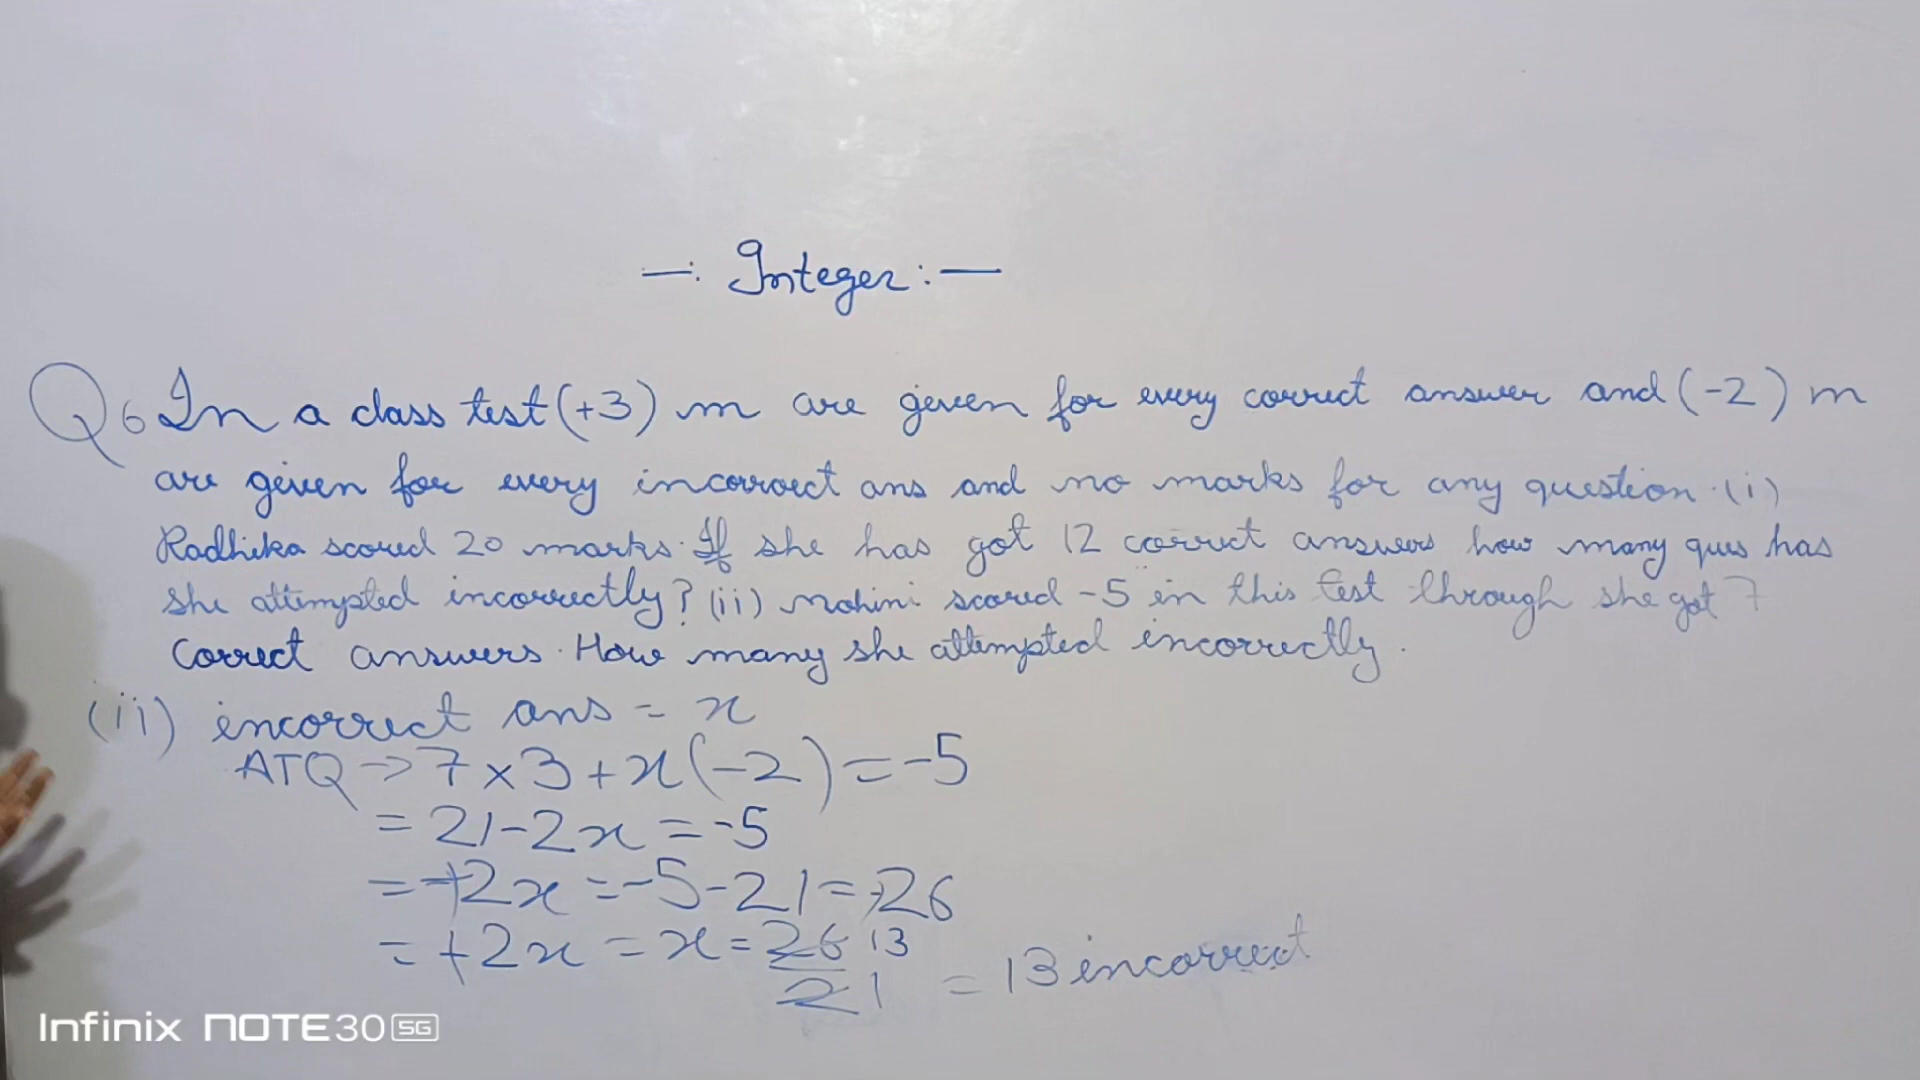 —: Integer :—
Q6 In a class test (+3) m are given for every correct answer and (-2) m
are given for every incorrect ans and no marks for any question. (i)
Radhika scored 20 marks. If she has got 12 correct answers how many ques has
she attempted incorrectly? (ii) Mohini scored -5 in this test through she got 7
correct answers. How many she attempted incorrectly.
(ii) incorrect ans = x
ATQ → 7 × 3 + x(-2) = -5
= 21 - 2x = -5
= +2x = -5 - 21 = -26
= +2x = x = 26 13
2 1 = 13 incorrect
Infinix NOTE 30 5G